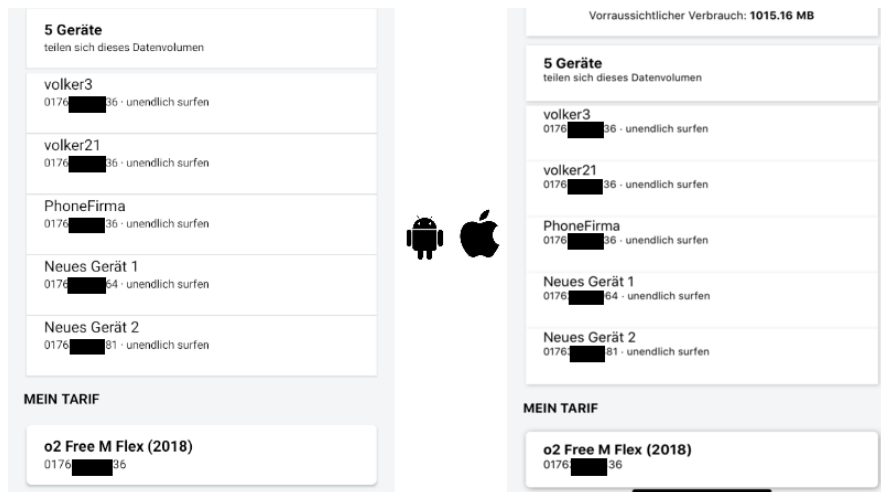 5 Geräte
teilen sich dieses Datenvolumen
volker3
0176 36 · unendlich surfen
volker21
0176 36 · unendlich surfen
PhoneFirma
0176 36 · unendlich surfen
Neues Gerät 1
0176 64 · unendlich surfen
Neues Gerät 2
0176 81 · unendlich surfen
MEIN TARIF
o2 Free M Flex (2018)
0176 36
Vorraussichtlicher Verbrauch: 1015.16 MB
5 Geräte
teilen sich dieses Datenvolumen
volker3
0176 36 · unendlich surfen
volker21
0176 36 · unendlich surfen
PhoneFirma
0176 36 · unendlich surfen
Neues Gerät 1
0176 64 · unendlich surfen
Neues Gerät 2
0176 81 · unendlich surfen
MEIN TARIF
o2 Free M Flex (2018)
0176 36